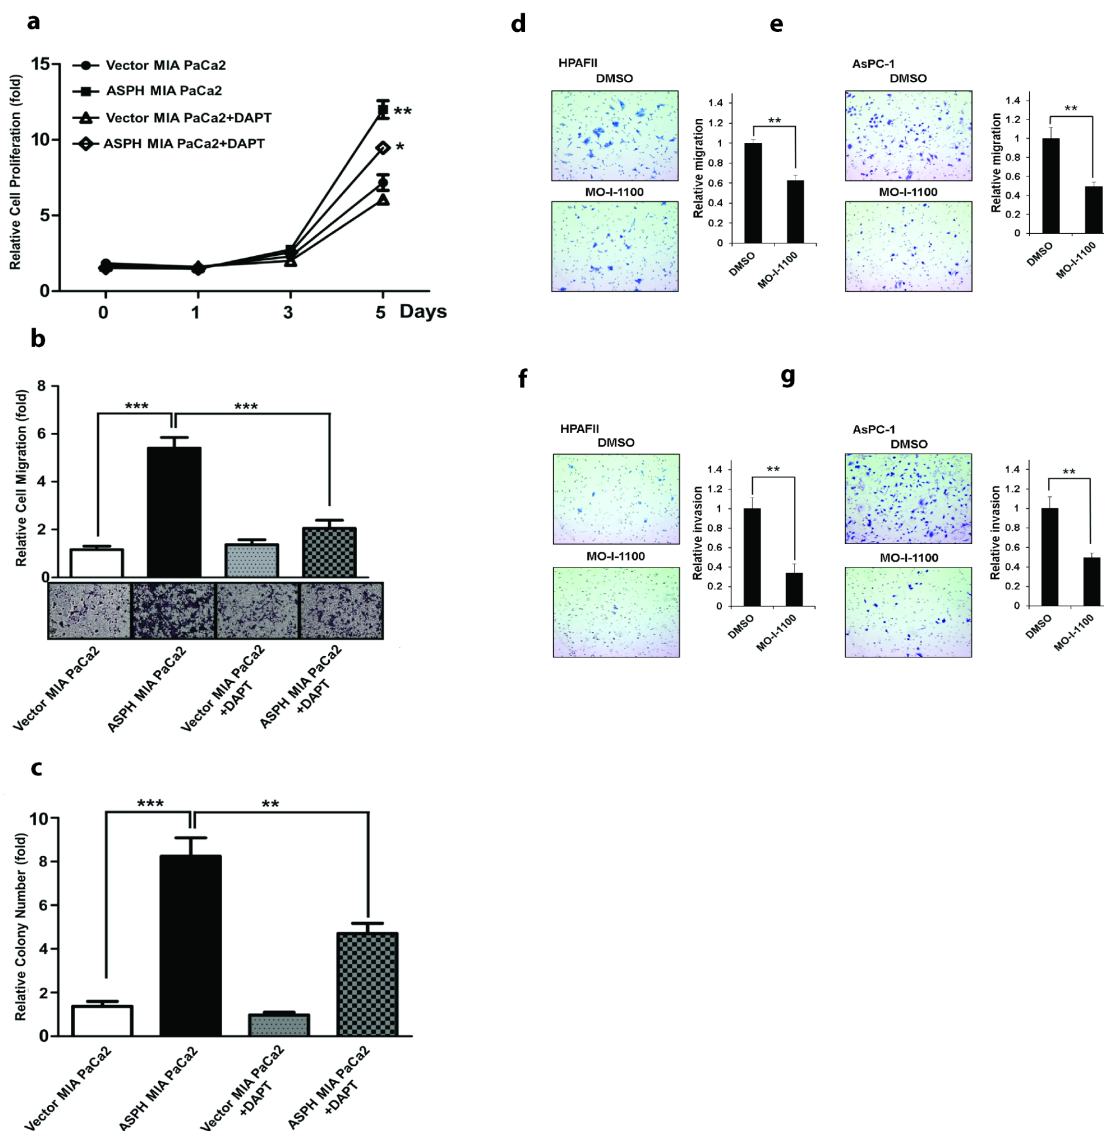 a
Relative Cell Proliferation (fold)
15
10
5
0
Vector MIA PaCa2
ASPH MIA PaCa2
Vector MIA PaCa2+DAPT
ASPH MIA PaCa2+DAPT
**
*
0 1 3 5 Days
b
Relative Cell Migration (fold)
8
6
4
2
0
*** ***
Vector MIA PaCa2
ASPH MIA PaCa2
Vector MIA PaCa2
+DAPT
ASPH MIA PaCa2
+DAPT
c
Relative Colony Number (fold)
10
8
6
4
2
0
*** **
Vector MIA PaCa2
ASPH MIA PaCa2
Vector MIA PaCa2
+DAPT
ASPH MIA PaCa2
+DAPT
d
HPAFII
DMSO
MO-I-1100
Relative migration
1.4
1.2
1
0.8
0.6
0.4
0.2
0
**
DMSO
MO-I-1100
e
AsPC-1
DMSO
MO-I-1100
Relative migration
1.4
1.2
1
0.8
0.6
0.4
0.2
0
**
DMSO
MO-I-1100
f
HPAFII
DMSO
MO-I-1100
Relative invasion
1.4
1.2
1
0.8
0.6
0.4
0.2
0
**
DMSO
MO-I-1100
g
AsPC-1
DMSO
MO-I-1100
Relative invasion
1.4
1.2
1
0.8
0.6
0.4
0.2
0
**
DMSO
MO-I-1100